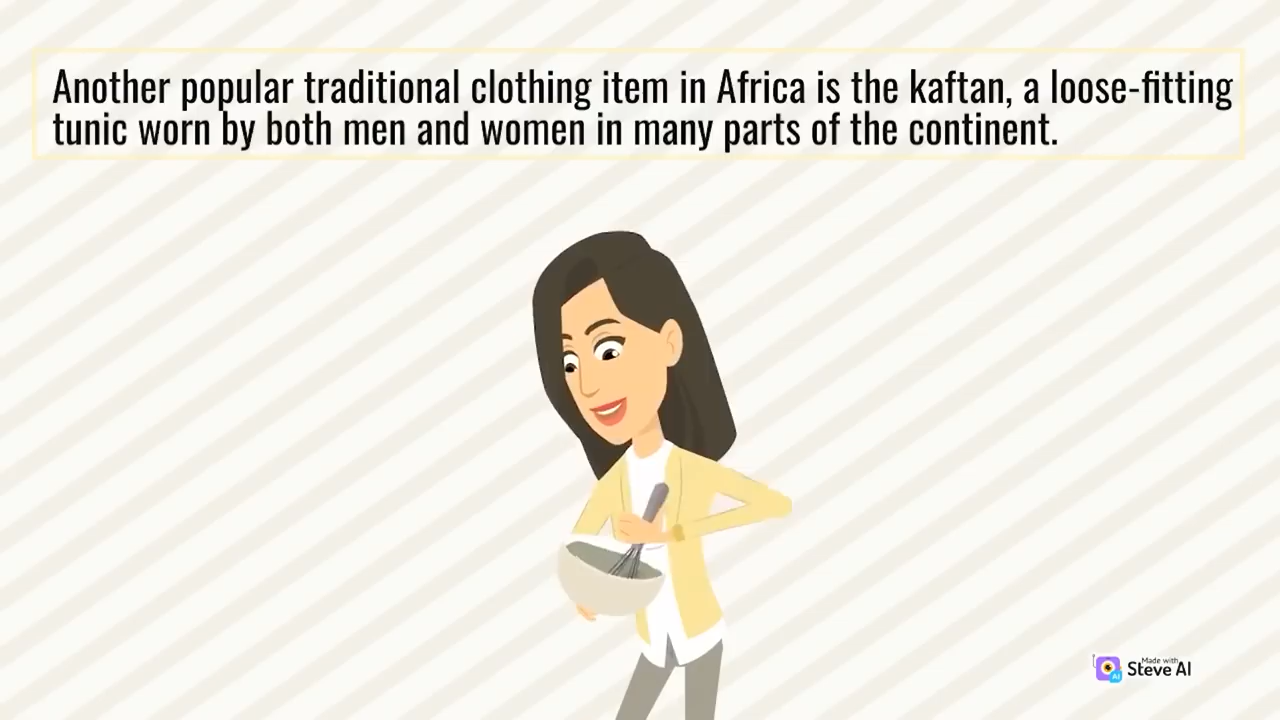 Another popular traditional clothing item in Africa is the kaftan, a loose-fitting
tunic worn by both men and women in many parts of the continent.
Made with
Steve AI
AI